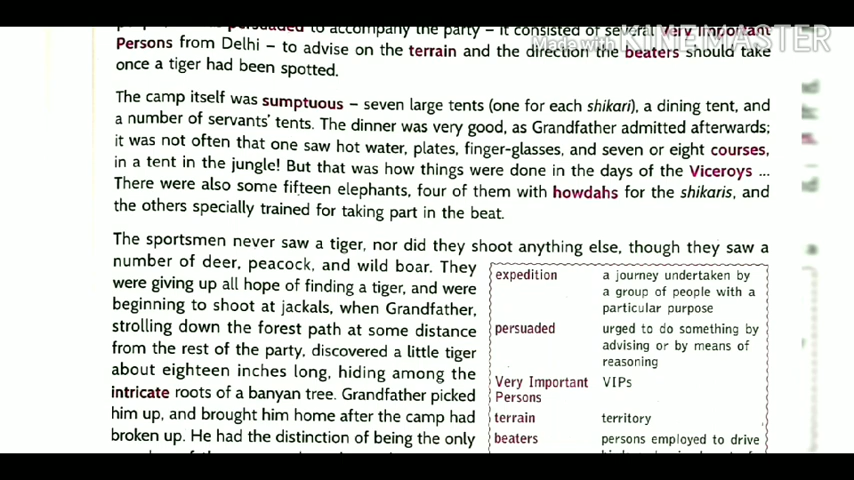 persuaded to accompany the party – it consisted of several Very Important
Made with KINEMASTER
Persons from Delhi – to advise on the terrain and the direction the beaters should take
once a tiger had been spotted.
The camp itself was sumptuous – seven large tents (one for each shikari), a dining tent, and
a number of servants' tents. The dinner was very good, as Grandfather admitted afterwards;
it was not often that one saw hot water, plates, finger-glasses, and seven or eight courses,
in a tent in the jungle! But that was how things were done in the days of the Viceroys ...
There were also some fifteen elephants, four of them with howdahs for the shikaris, and
the others specially trained for taking part in the beat.
The sportsmen never saw a tiger, nor did they shoot anything else, though they saw a
number of deer, peacock, and wild boar. They
were giving up all hope of finding a tiger, and were
beginning to shoot at jackals, when Grandfather,
strolling down the forest path at some distance
from the rest of the party, discovered a little tiger
about eighteen inches long, hiding among the
intricate roots of a banyan tree. Grandfather picked
him up, and brought him home after the camp had
broken up. He had the distinction of being the only
expedition a journey undertaken by
a group of people with a
particular purpose
persuaded urged to do something by
advising or by means of
reasoning
Very Important VIPs
Persons
terrain territory
beaters persons employed to drive